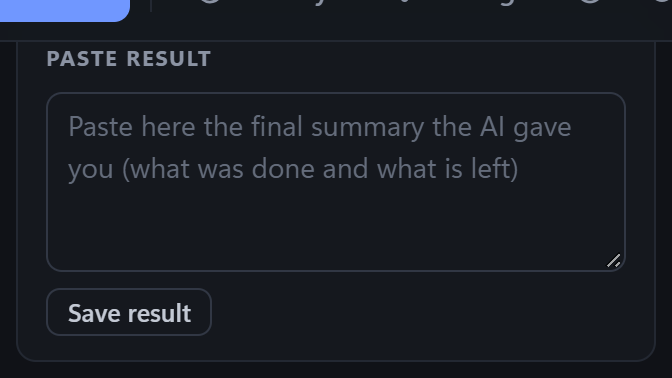 PASTE RESULT
Paste here the final summary the AI gave
you (what was done and what is left)
Save result